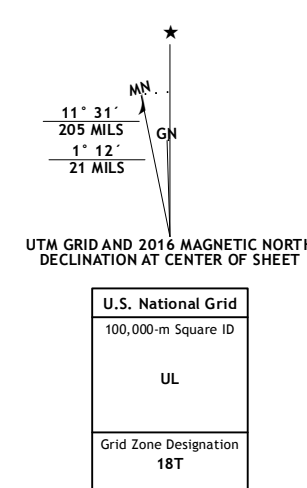 ★
MN
GN
11° 31´
205 MILS
1° 12´
21 MILS
UTM GRID AND 2016 MAGNETIC NORTH
DECLINATION AT CENTER OF SHEET
U.S. National Grid
100,000-m Square ID
UL
Grid Zone Designation
18T